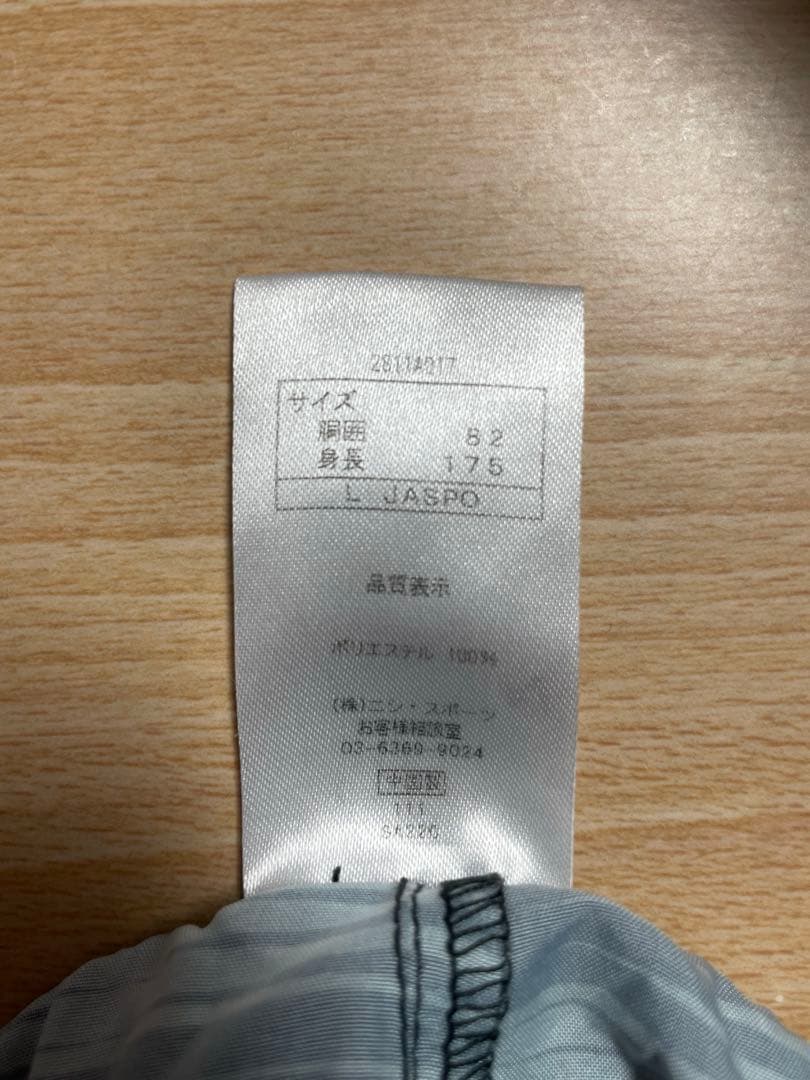 2811A017
サイズ
胴囲 82
身長 175
L JASPO
品質表示
ポリエステル 100%
(株)ニシ・スポーツ
お客様相談室
03-6369-9024
中国製
111
SA22C